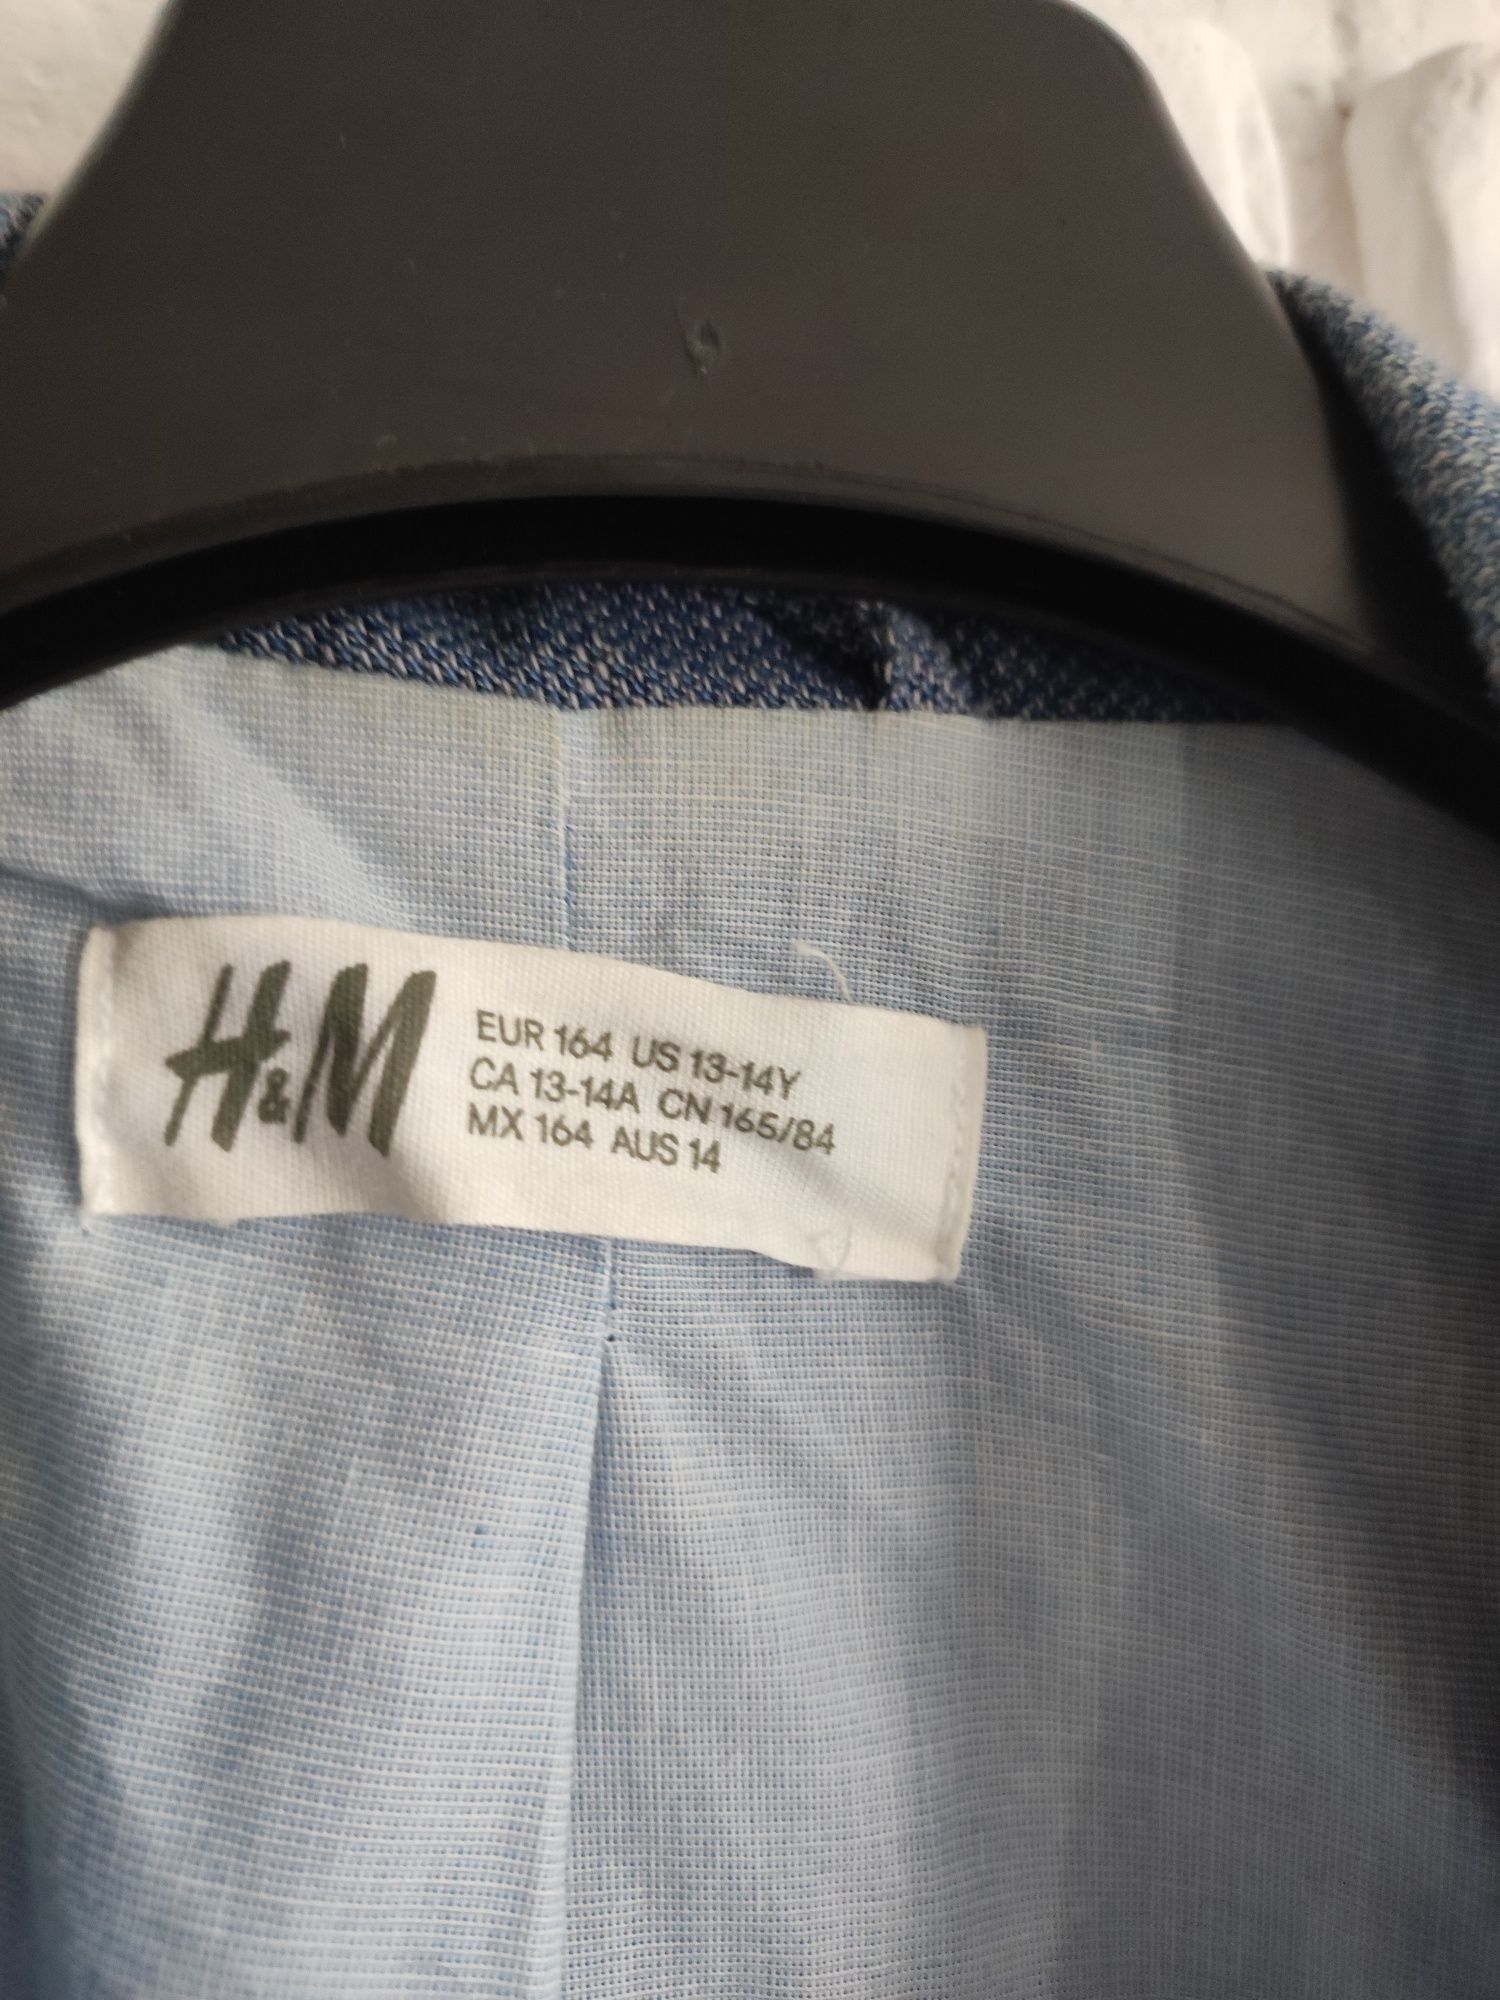 H&M
EUR 164 US 13-14Y
CA 13-14A CN 165/84
MX 164 AUS 14